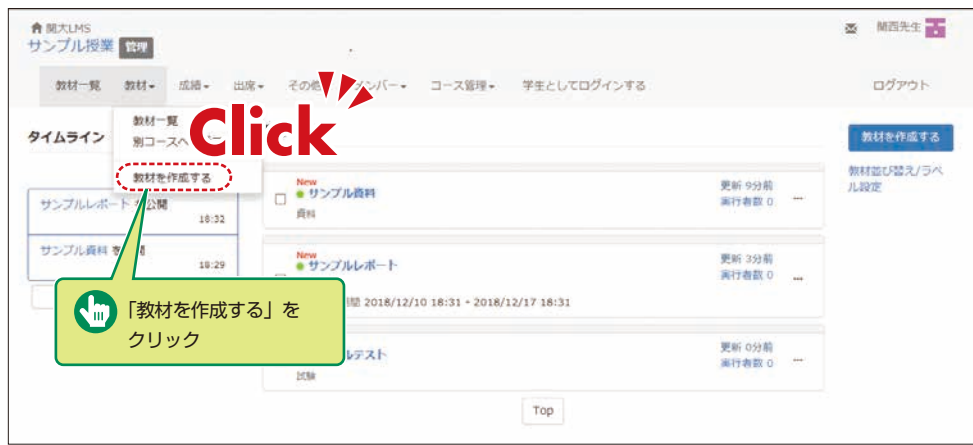 関大LMS
サンプル授業 管理
関西先生
教材一覧 教材 成績 出席 その他 メンバー コース管理 学生としてログインする ログアウト
タイムライン
教材一覧
別コースへ
教材を作成する
Click
教材を作成する
教材並び替え/ラベ
ル設定
サンプルレポート を公開
18:32
サンプル資料 を
18:29
New
サンプル資料
資料
更新 9分前
実行者数 0
...
New
サンプルレポート
間 2018/12/10 18:31 - 2018/12/17 18:31
更新 3分前
実行者数 0
...
ルテスト
試験
更新 0分前
実行者数 0
...
「教材を作成する」を
クリック
Top